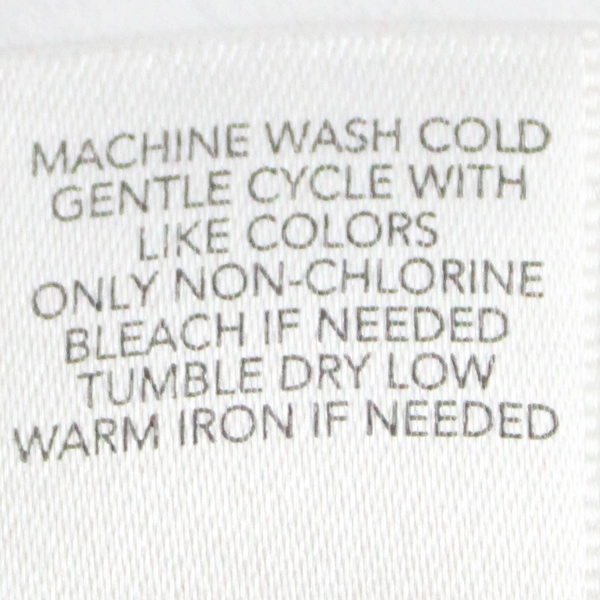 MACHINE WASH COLD
GENTLE CYCLE WITH
LIKE COLORS
ONLY NON-CHLORINE
BLEACH IF NEEDED
TUMBLE DRY LOW
WARM IRON IF NEEDED